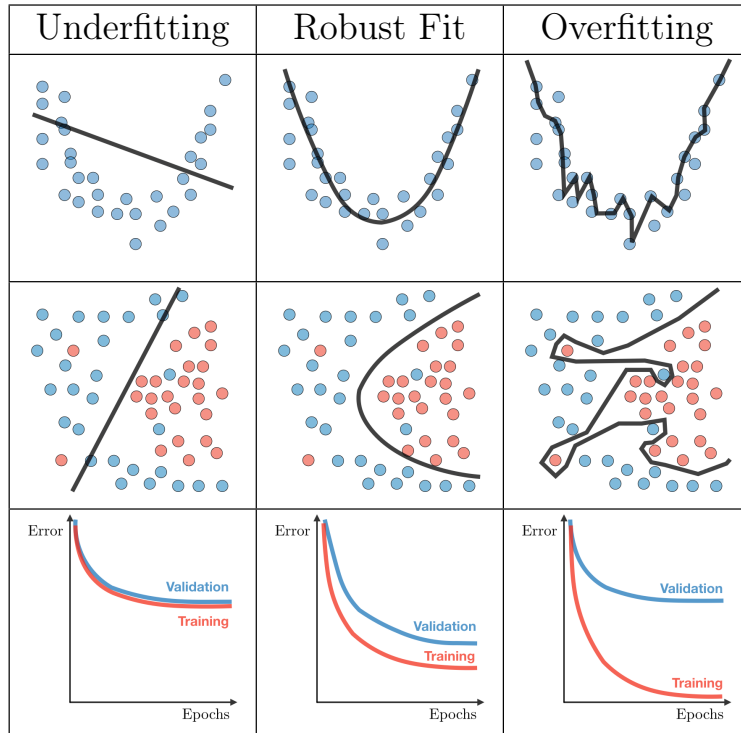 Underfitting
Robust Fit
Overfitting
Error
Validation
Training
Epochs
Error
Validation
Training
Epochs
Error
Validation
Training
Epochs